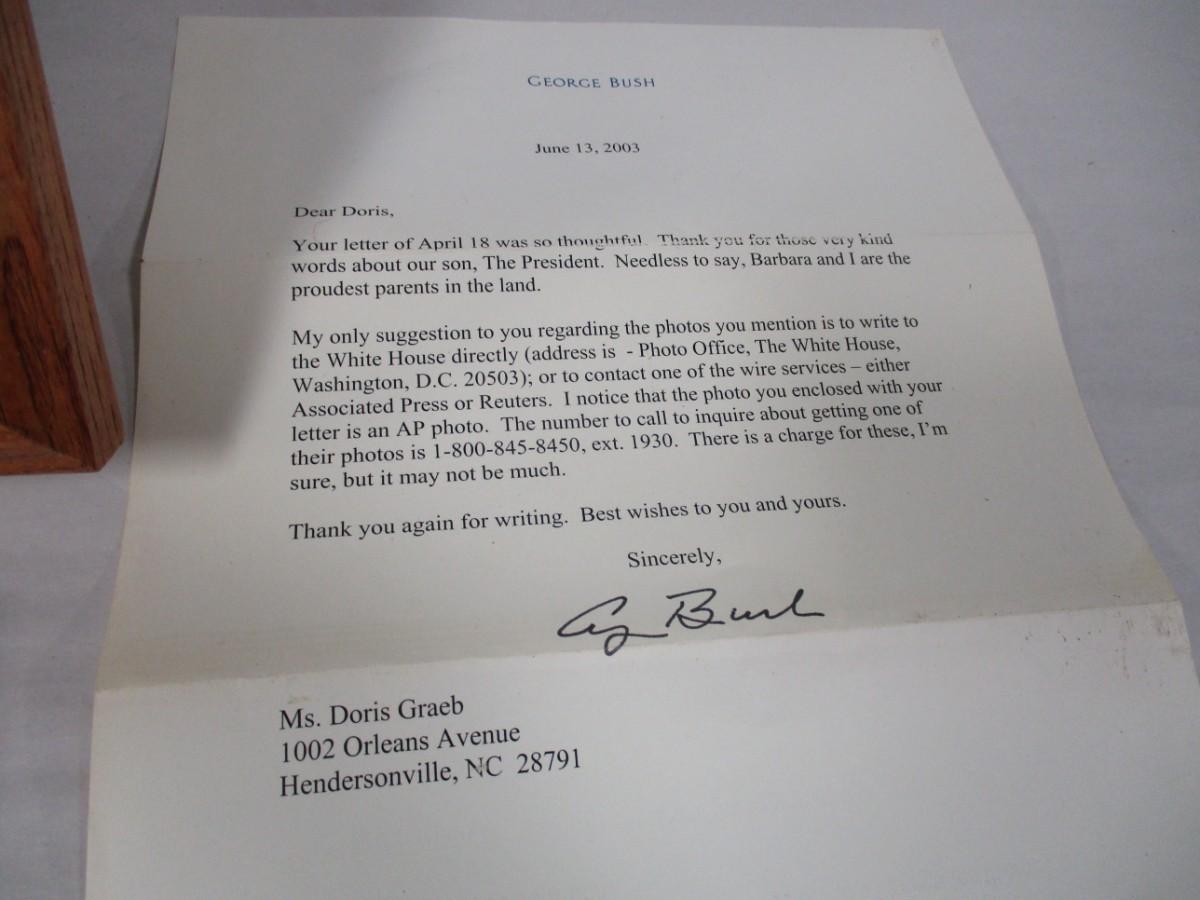 GEORGE BUSH
June 13, 2003
Dear Doris,
Your letter of April 18 was so thoughtful. Thank you for those very kind
words about our son, The President. Needless to say, Barbara and I are the
proudest parents in the land.
My only suggestion to you regarding the photos you mention is to write to
the White House directly (address is - Photo Office, The White House,
Washington, D.C. 20503); or to contact one of the wire services – either
Associated Press or Reuters. I notice that the photo you enclosed with your
letter is an AP photo. The number to call to inquire about getting one of
their photos is 1-800-845-8450, ext. 1930. There is a charge for these, I'm
sure, but it may not be much.
Thank you again for writing. Best wishes to you and yours.
Sincerely,
G Bush
Ms. Doris Graeb
1002 Orleans Avenue
Hendersonville, NC 28791